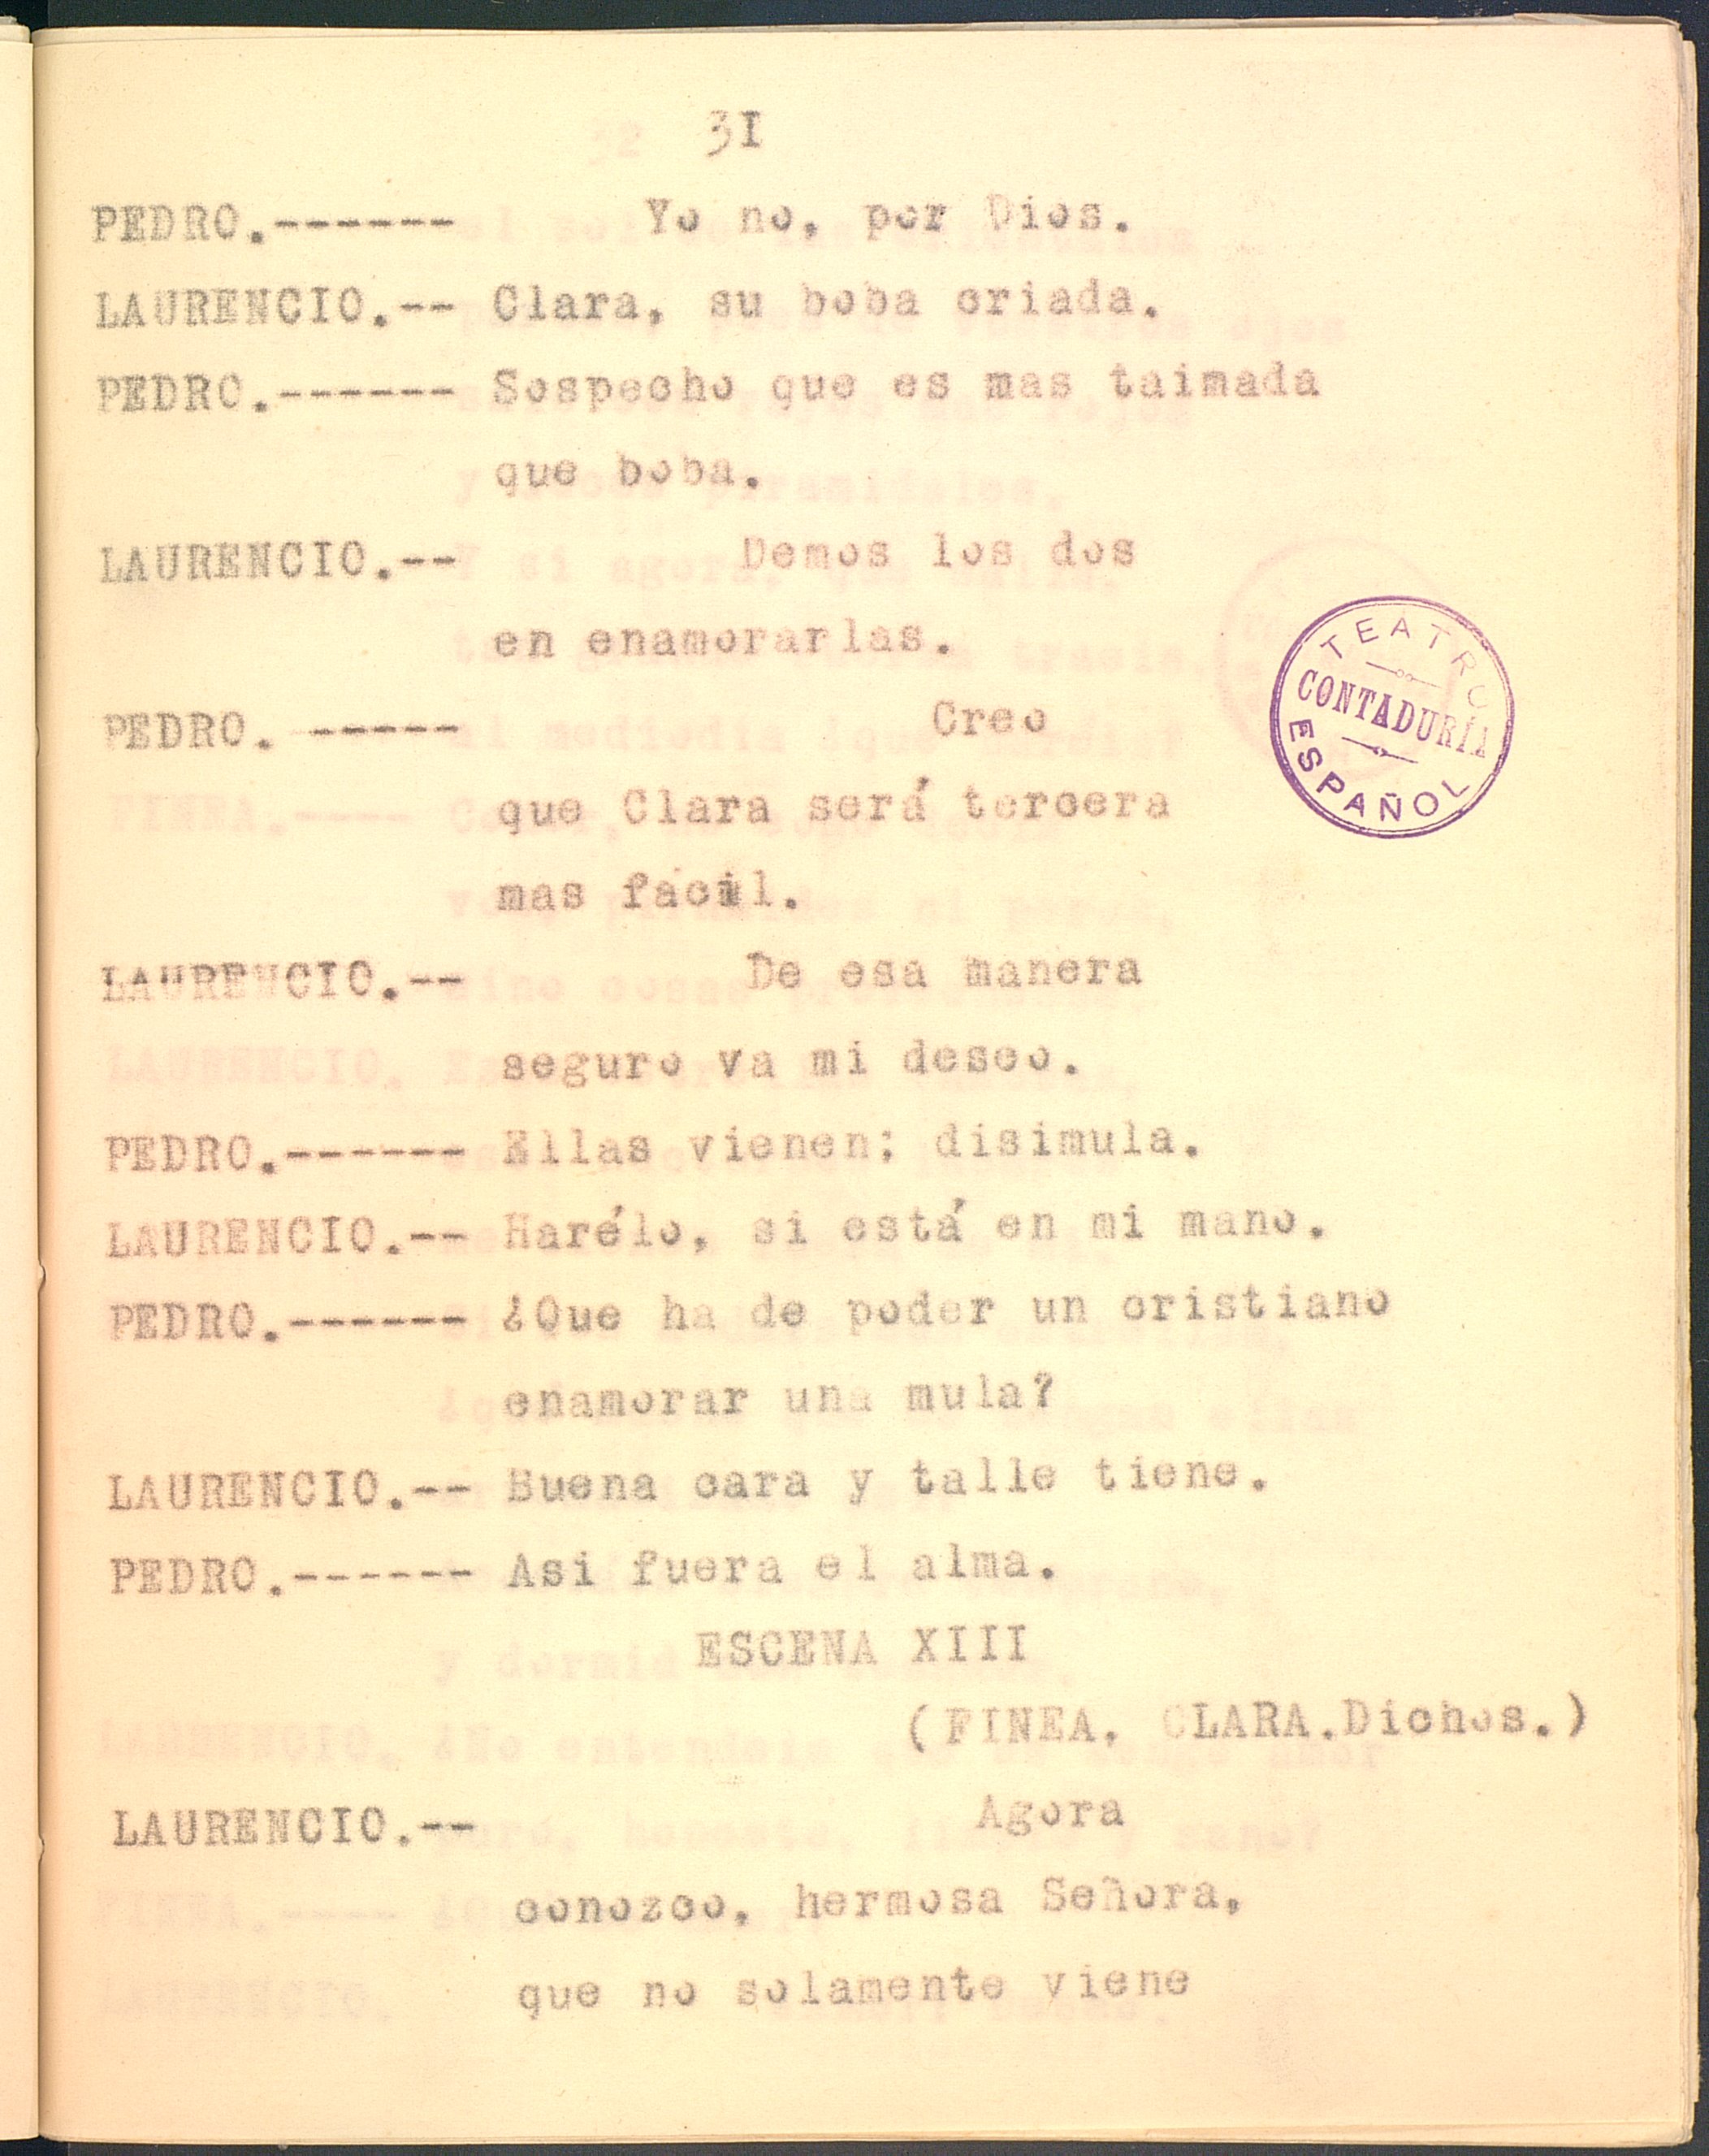 31
PEDRO.------ Yo no, por Dios.
LAURENCIO.-- Clara, su boba criada.
PEDRO.------ Sospecho que es mas taimada
que boba.
LAURENCIO.-- Demos los dos
en enamorarlas.
PEDRO. ----- Creo
que Clara será tercera
mas facil.
LAURENCIO.-- De esa manera
seguro va mi deseo.
PEDRO.------ Ellas vienen; disimula.
LAURENCIO.-- Harélo, si está en mi mano.
PEDRO.------ ¿Que ha de poder un cristiano
enamorar una mula?
LAURENCIO.-- Buena cara y talle tiene.
PEDRO.------ Asi fuera el alma.
ESCENA XIII
(FINEA, CLARA.Dichos.)
LAURENCIO.-- Agora
conozco, hermosa Señora,
que no solamente viene
TEATRO
CONTADURÍA
ESPAÑOL